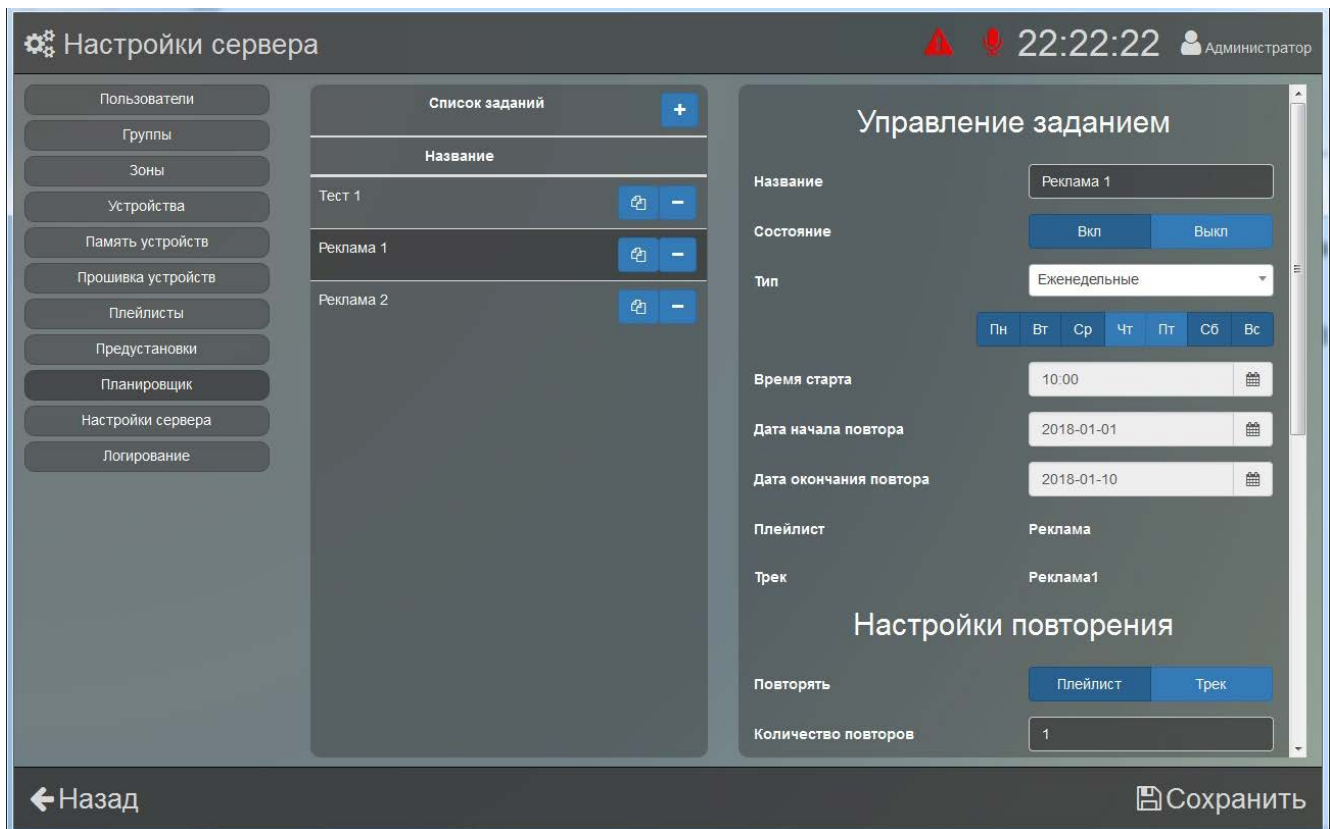 Настройки сервера
22:22:22 Администратор
Пользователи
Группы
Зоны
Устройства
Память устройств
Прошивка устройств
Плейлисты
Предустановки
Планировщик
Настройки сервера
Логирование
Список заданий
+
Название
Тест 1
Реклама 1
Реклама 2
Управление заданием
Название Реклама 1
Состояние Вкл Выкл
Тип Еженедельные
Пн Вт Ср Чт Пт Сб Вс
Время старта 10:00
Дата начала повтора 2018-01-01
Дата окончания повтора 2018-01-10
Плейлист Реклама
Трек Реклама1
Настройки повторения
Повторять Плейлист Трек
Количество повторов 1
Назад
Сохранить